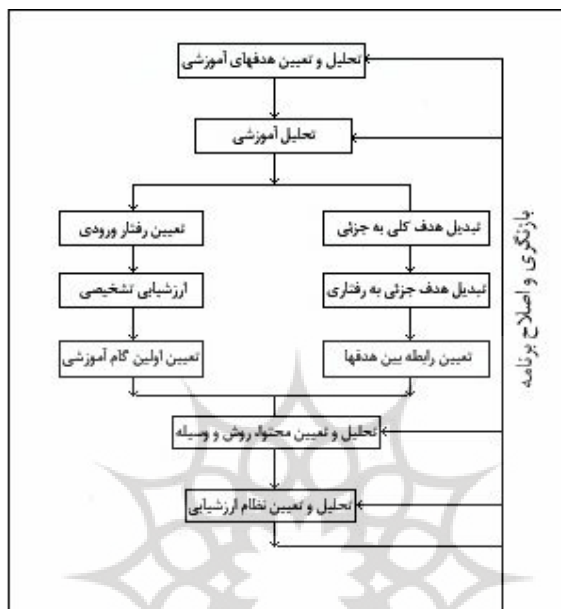 تحلیل و تعیین هدفهای آموزشی
تحلیل آموزشی
تبدیل هدف کلی به جزئی
تعیین رفتار ورودی
تبدیل هدف جزئی به رفتاری
ارزشیابی تشخیصی
تعیین رابطه بین هدفها
تعیین اولین گام آموزشی
تحلیل و تعیین محتوا، روش و وسیله
تحلیل و تعیین نظام ارزشیابی
بازنگری و اصلاح برنامه